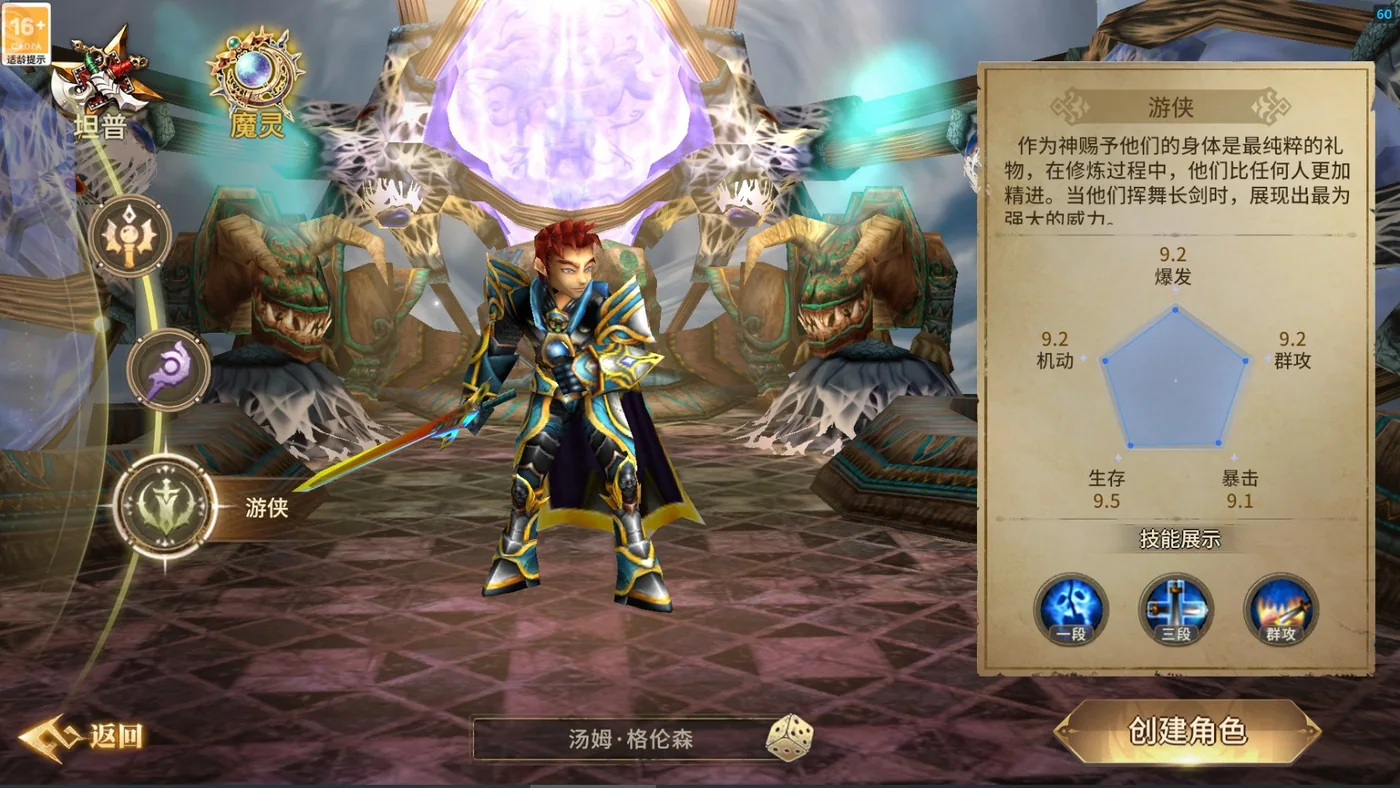 16+
CADPA
适龄提示
60
坦普
魔灵
游侠
返回
汤姆·格伦森
游侠
作为神赐予他们的身体是最纯粹的礼
物，在修炼过程中，他们比任何人更加
精进。当他们挥舞长剑时，展现出最为
强大的威力。
9.2
爆发
9.2
机动
9.2
群攻
生存
9.5
暴击
9.1
技能展示
一段
三段
群攻
创建角色